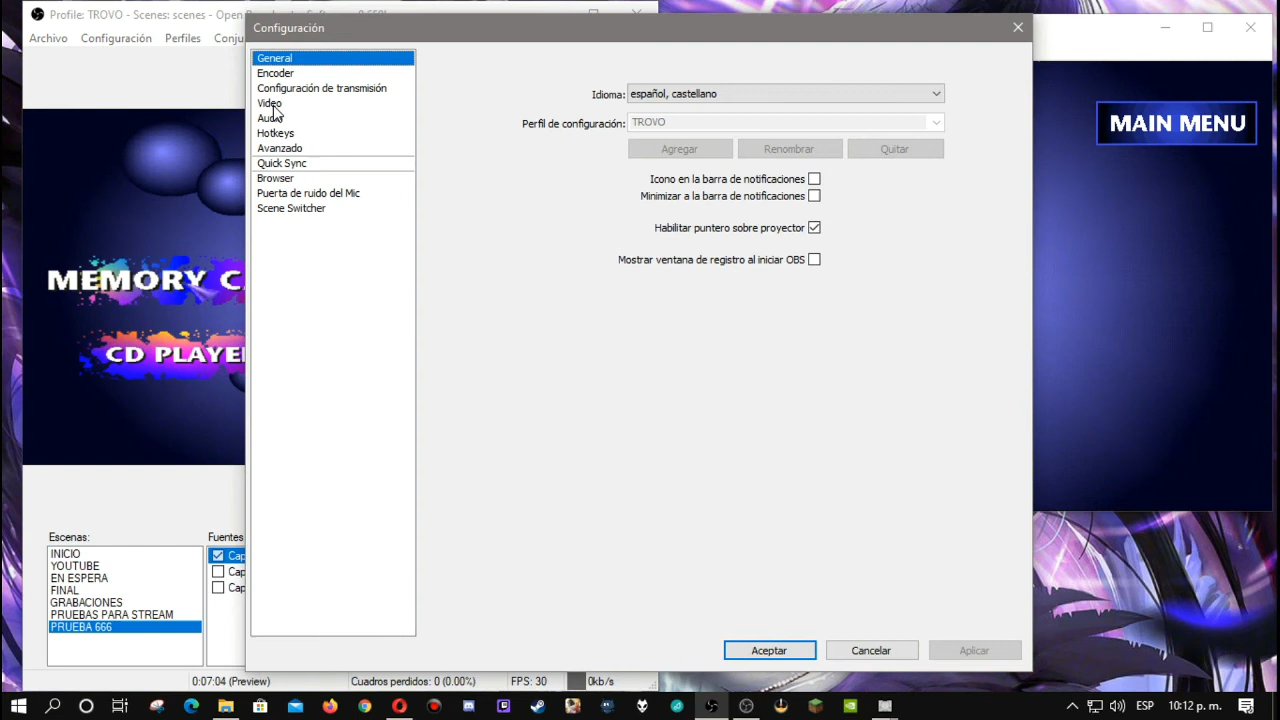 Profile: TROVO - Scenes: scenes - Open
Configuración
Archivo
Configuración
Perfiles
Conju
General
Encoder
Configuración de transmisión
Video
Audio
Hotkeys
Avanzado
Quick Sync
Browser
Puerta de ruido del Mic
Scene Switcher
Idioma: español, castellano
Perfil de configuración: TROVO
Agregar
Renombrar
Quitar
Icono en la barra de notificaciones
Minimizar a la barra de notificaciones
Habilitar puntero sobre proyector
Mostrar ventana de registro al iniciar OBS
MAIN MENU
MEMORY CA
CD PLAYE
Escenas:
Fuentes
INICIO
YOUTUBE
EN ESPERA
FINAL
GRABACIONES
PRUEBAS PARA STREAM
PRUEBA 666
Cap
Cap
Cap
Aceptar
Cancelar
Aplicar
0:07:04 (Preview)
Cuadros perdidos: 0 (0.00%)
FPS: 30
0kb/s
ESP
10:12 p. m.